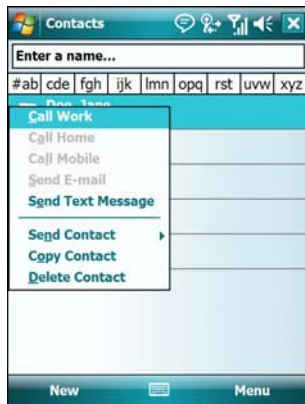 Contacts
Enter a name...
#ab cde fgh ijk lmn opq rst uvw xyz
Doe, Jane
Call Work
Call Home
Call Mobile
Send E-mail
Send Text Message
Send Contact
Copy Contact
Delete Contact
New Menu